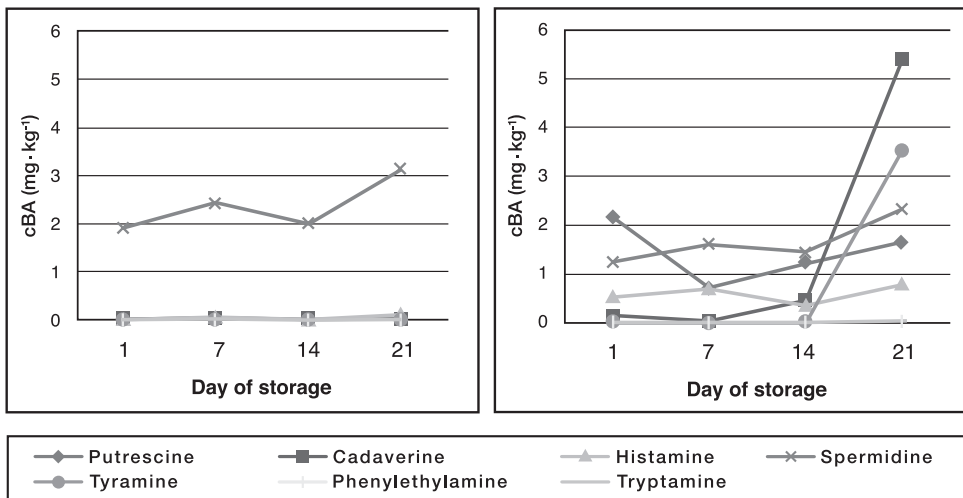 6
5
4
3
2
1
0
cBA (mg·kg⁻¹)
1 7 14 21
Day of storage
6
5
4
3
2
1
0
cBA (mg·kg⁻¹)
1 7 14 21
Day of storage
Putrescine Cadaverine Histamine Spermidine
Tyramine Phenylethylamine Tryptamine